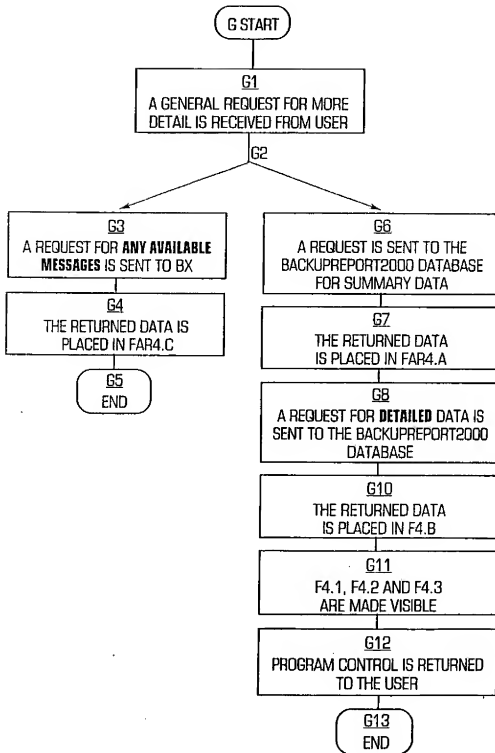 G START
G1
A GENERAL REQUEST FOR MORE
DETAIL IS RECEIVED FROM USER
G2
G3
A REQUEST FOR ANY AVAILABLE
MESSAGES IS SENT TO BX
G4
THE RETURNED DATA IS
PLACED IN FAR4.C
G5
END
G6
A REQUEST IS SENT TO THE
BACKUPREPORT2000 DATABASE
FOR SUMMARY DATA
G7
THE RETURNED DATA
IS PLACED IN FAR4.A
G8
A REQUEST FOR DETAILED DATA IS
SENT TO THE BACKUPREPORT2000
DATABASE
G10
THE RETURNED DATA
IS PLACED IN F4.B
G11
F4.1, F4.2 AND F4.3
ARE MADE VISIBLE
G12
PROGRAM CONTROL IS RETURNED
TO THE USER
G13
END